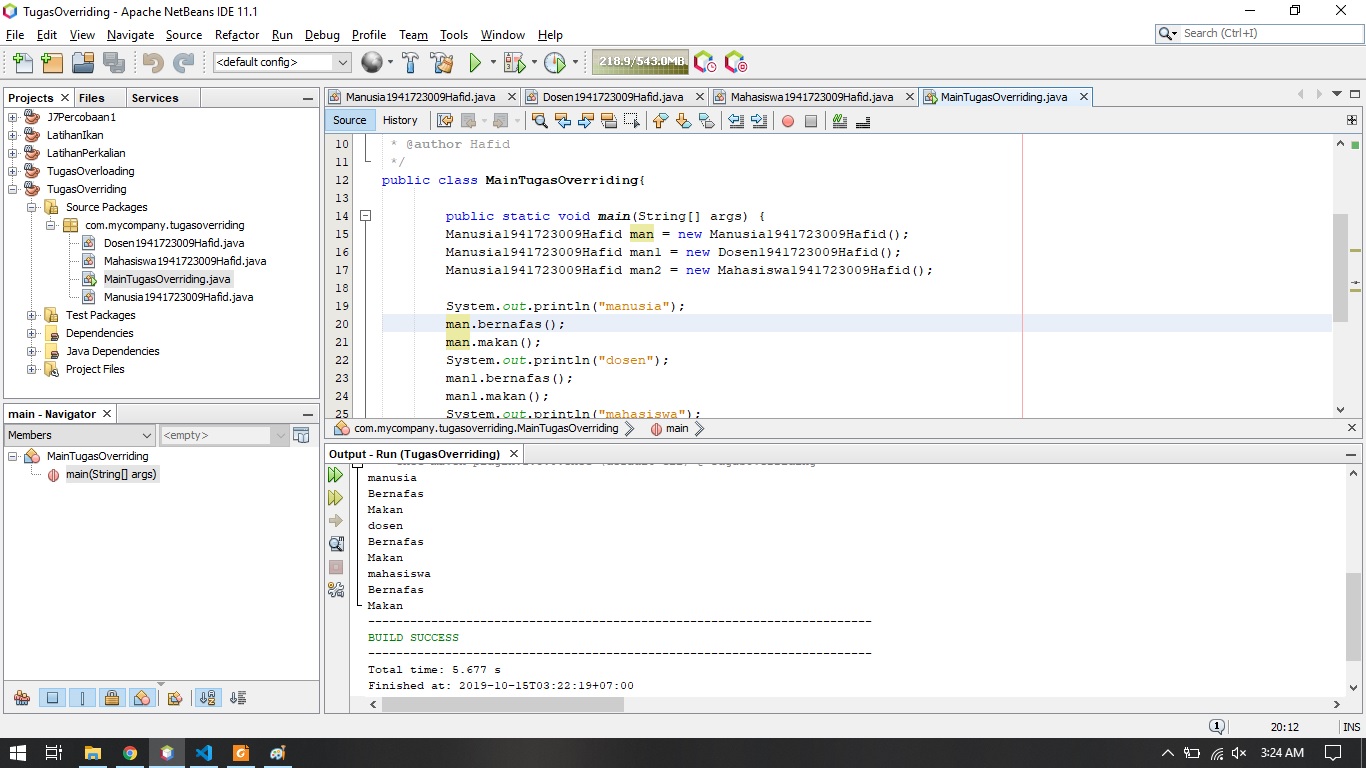 TugasOverriding - Apache NetBeans IDE 11.1
File Edit View Navigate Source Refactor Run Debug Profile Team Tools Window Help
Search (Ctrl+I)
<default config>
218.9/543.0MB
Projects Files Services
J7Percobaan1
LatihanIkan
LatihanPerkalian
TugasOverloading
TugasOverriding
Source Packages
com.mycompany.tugasoverriding
Dosen1941723009Hafid.java
Mahasiswa1941723009Hafid.java
MainTugasOverriding.java
Manusia1941723009Hafid.java
Test Packages
Dependencies
Java Dependencies
Project Files
main - Navigator
Members
<empty>
MainTugasOverriding
main(String[] args)
Manusia1941723009Hafid.java Dosen1941723009Hafid.java Mahasiswa1941723009Hafid.java MainTugasOverriding.java
Source History
10 * @author Hafid
11 */
12 public class MainTugasOverriding{
13
14 public static void main(String[] args) {
15 Manusia1941723009Hafid man = new Manusia1941723009Hafid();
16 Manusia1941723009Hafid man1 = new Dosen1941723009Hafid();
17 Manusia1941723009Hafid man2 = new Mahasiswa1941723009Hafid();
18
19 System.out.println("manusia");
20 man.bernafas();
21 man.makan();
22 System.out.println("dosen");
23 man1.bernafas();
24 man1.makan();
25 System.out.println("mahasiswa");
com.mycompany.tugasoverriding.MainTugasOverriding main
Output - Run (TugasOverriding)
manusia
Bernafas
Makan
dosen
Bernafas
Makan
mahasiswa
Bernafas
Makan
------------------------------------------------------------------------
BUILD SUCCESS
------------------------------------------------------------------------
Total time: 5.677 s
Finished at: 2019-10-15T03:22:19+07:00
1
20:12 INS
3:24 AM